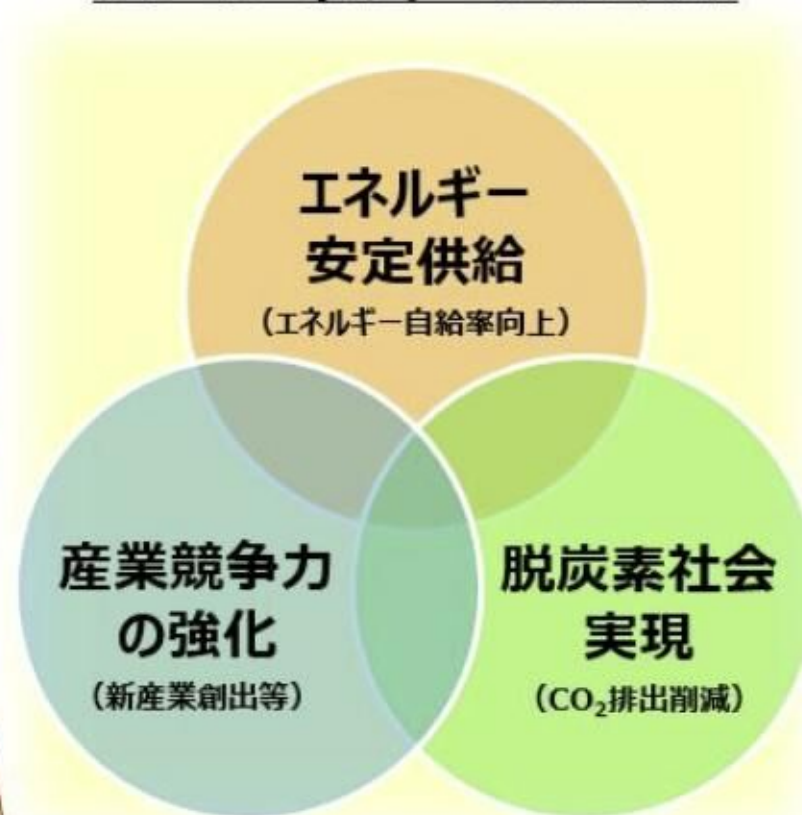 エネルギー
安定供給
（エネルギー自給率向上）
産業競争力
の強化
（新産業創出等）
脱炭素社会
実現
（CO₂排出削減）